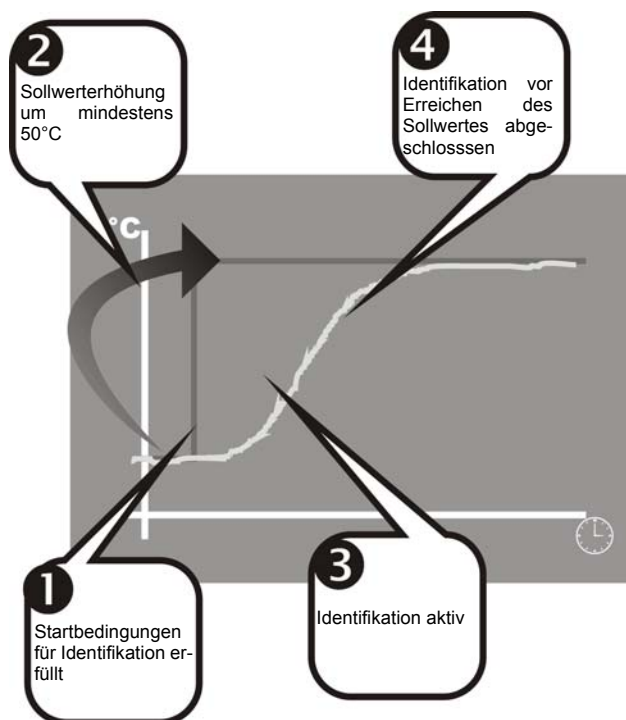 2
Sollwerterhöhung
um mindestens
50°C
4
Identifikation vor
Erreichen des
Sollwertes abge-
schlosssen
°C
1
Startbedingungen
für Identifikation er-
füllt
3
Identifikation aktiv